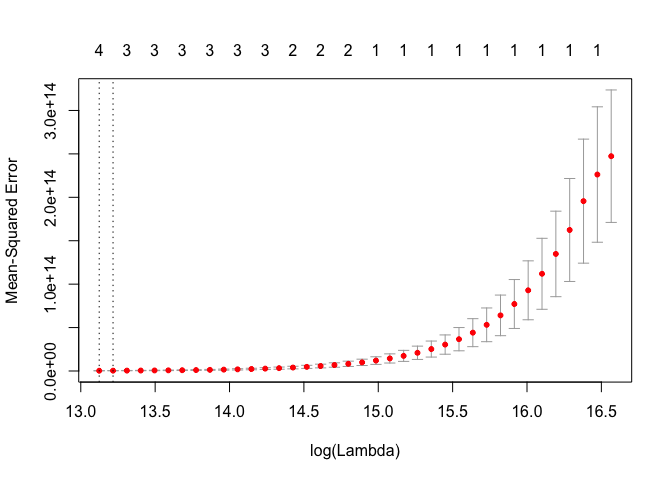 4 3 3 3 3 3 3 2 2 2 1 1 1 1 1 1 1 1 1
Mean-Squared Error
3.0e+14
2.0e+14
1.0e+14
0.0e+00
13.0 13.5 14.0 14.5 15.0 15.5 16.0 16.5
log(Lambda)